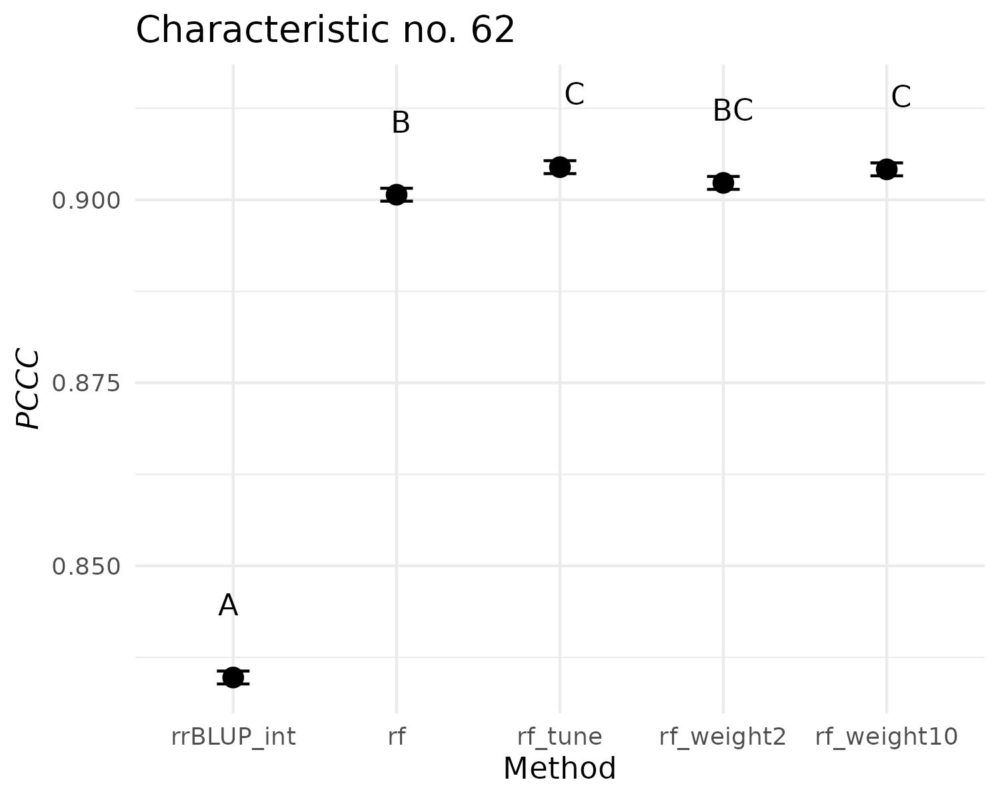 Characteristic no. 62
C
C
BC
B
0.900
PCCC
0.875
0.850
A
rrBLUP_int rf rf_tune rf_weight2 rf_weight10
Method